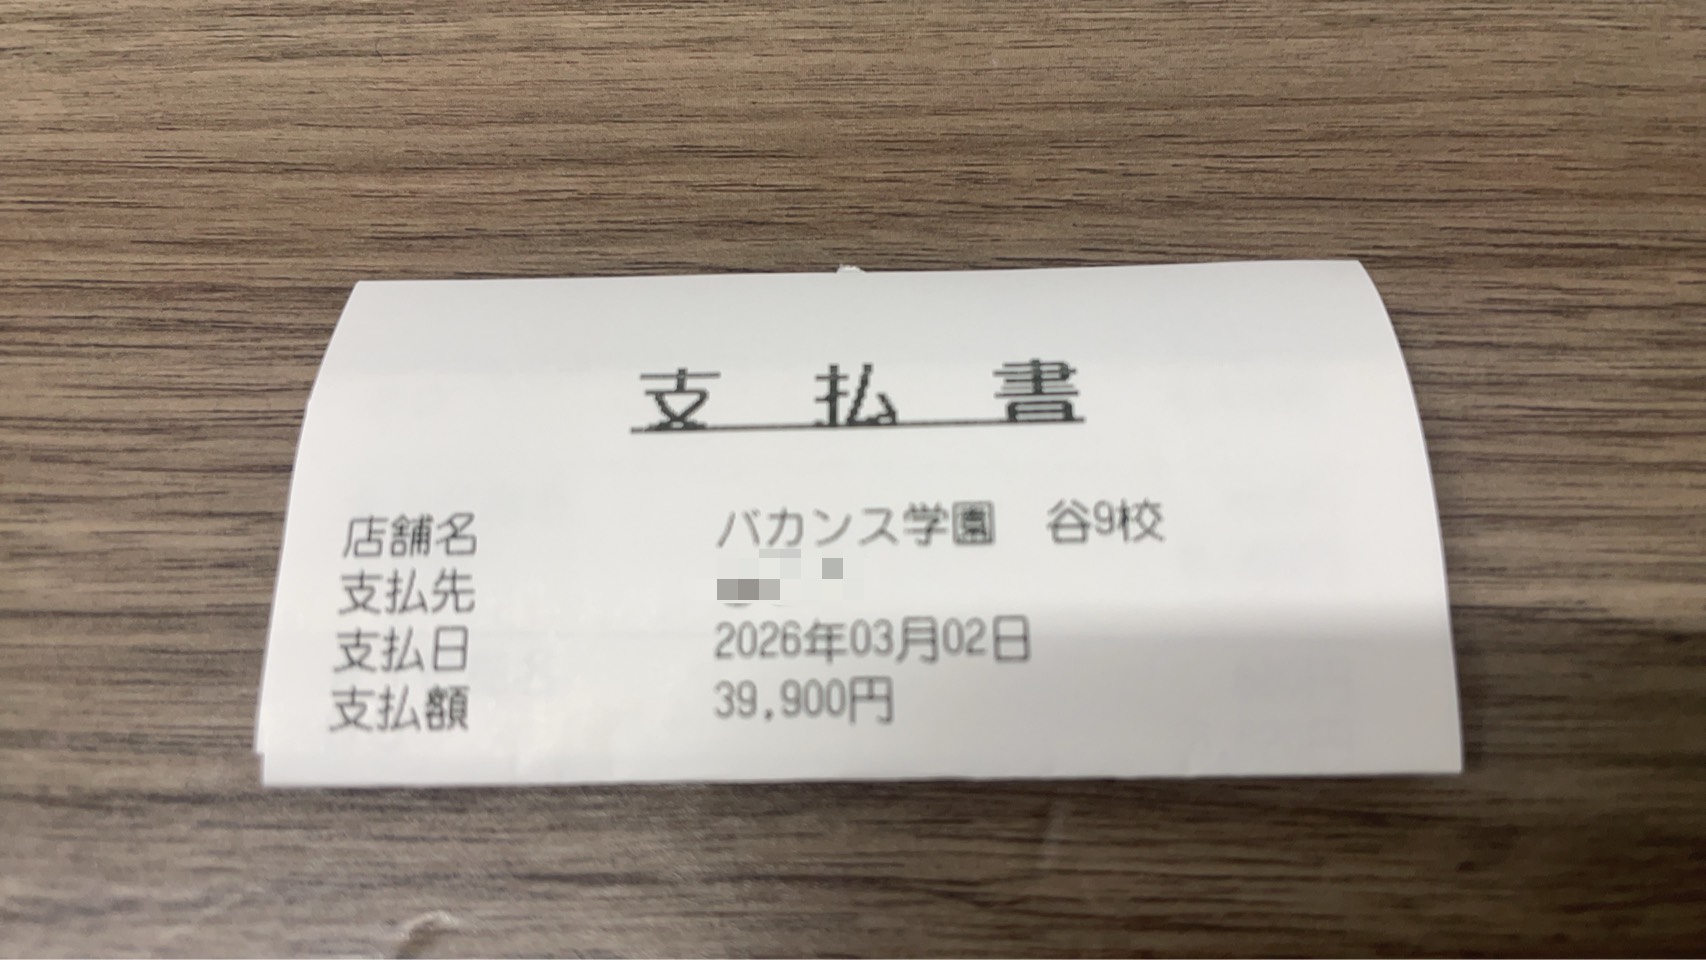 支払書
店舗名 バカンス学園 谷9校
支払先
支払日 2026年03月02日
支払額 39,900円